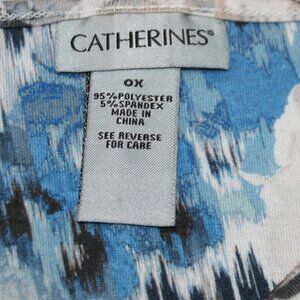 CATHERINES®
0X
95% POLYESTER
5% SPANDEX
MADE IN
CHINA
SEE REVERSE
FOR CARE